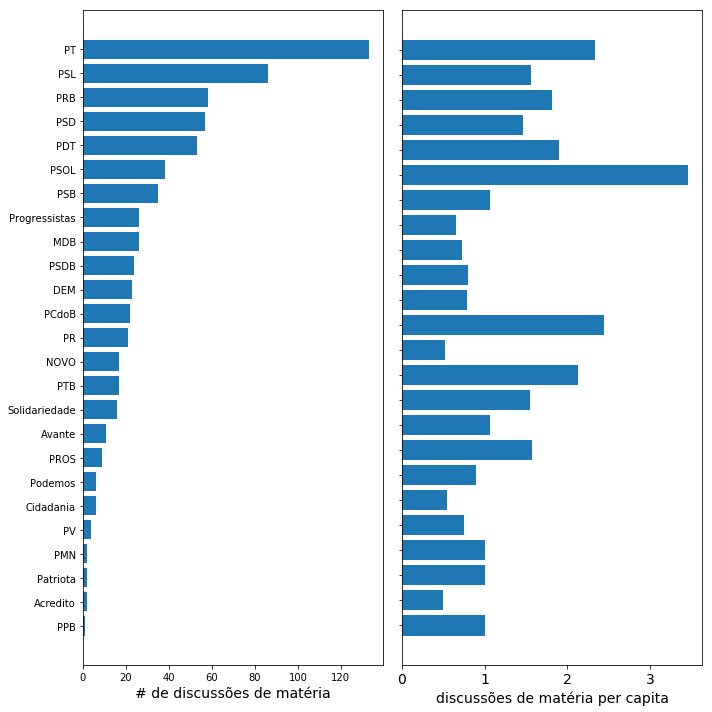 PT
PSL
PRB
PSD
PDT
PSOL
PSB
Progressistas
MDB
PSDB
DEM
PCdoB
PR
NOVO
PTB
Solidariedade
Avante
PROS
Podemos
Cidadania
PV
PMN
Patriota
Acredito
PPB
0 20 40 60 80 100 120
# de discussões de matéria
0 1 2 3
discussões de matéria per capita